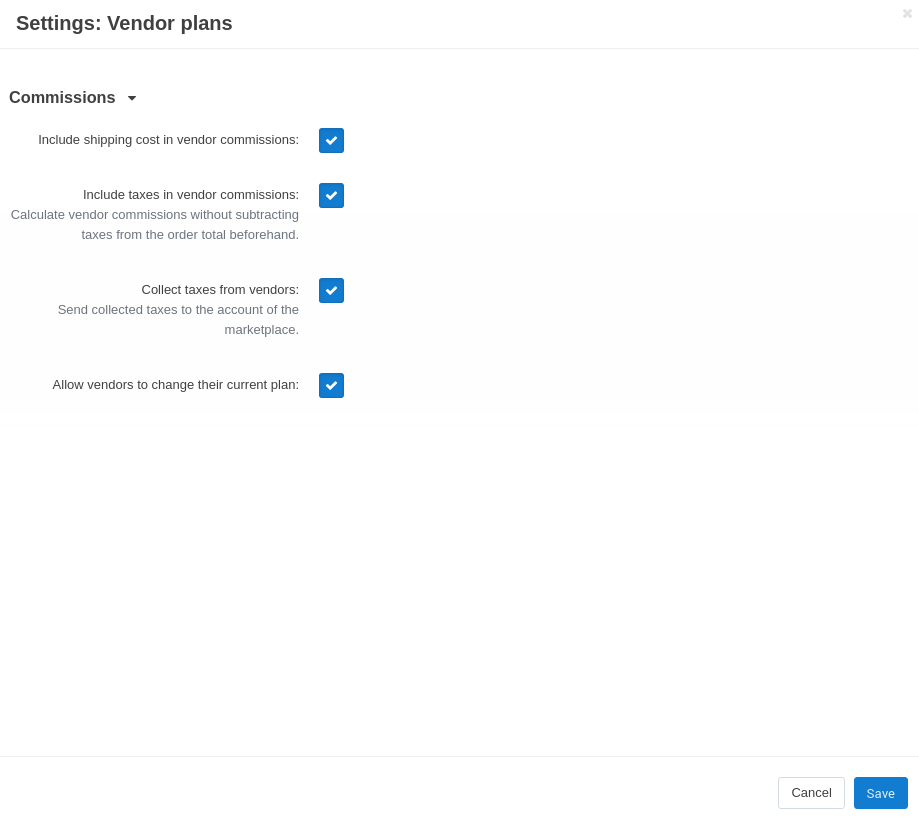 Settings: Vendor plans
Commissions
Include shipping cost in vendor commissions:
Include taxes in vendor commissions:
Calculate vendor commissions without subtracting
taxes from the order total beforehand.
Collect taxes from vendors:
Send collected taxes to the account of the
marketplace.
Allow vendors to change their current plan:
Cancel
Save